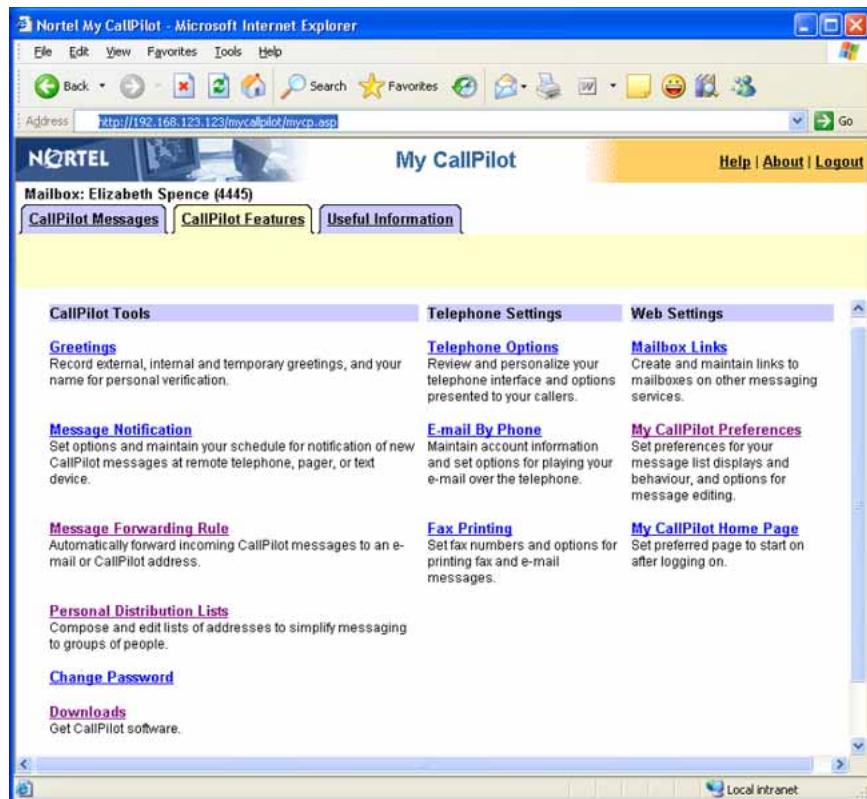 Nortel My CallPilot - Microsoft Internet Explorer
File Edit View Favorites Tools Help
Back Search Favorites
Address http://192.168.123.123/mycallpilot/mycp.asp Go
NORTEL My CallPilot Help | About | Logout
Mailbox: Elizabeth Spence (4445)
CallPilot Messages CallPilot Features Useful Information
CallPilot Tools
Greetings
Record external, internal and temporary greetings, and your
name for personal verification.
Message Notification
Set options and maintain your schedule for notification of new
CallPilot messages at remote telephone, pager, or text
device.
Message Forwarding Rule
Automatically forward incoming CallPilot messages to an e-
mail or CallPilot address.
Personal Distribution Lists
Compose and edit lists of addresses to simplify messaging
to groups of people.
Change Password
Downloads
Get CallPilot software.
Telephone Settings
Telephone Options
Review and personalize your
telephone interface and options
presented to your callers.
E-mail By Phone
Maintain account information
and set options for playing your
e-mail over the telephone.
Fax Printing
Set fax numbers and options for
printing fax and e-mail
messages.
Web Settings
Mailbox Links
Create and maintain links to
mailboxes on other messaging
services.
My CallPilot Preferences
Set preferences for your
message list displays and
behaviour, and options for
message editing.
My CallPilot Home Page
Set preferred page to start on
after logging on.
Local intranet